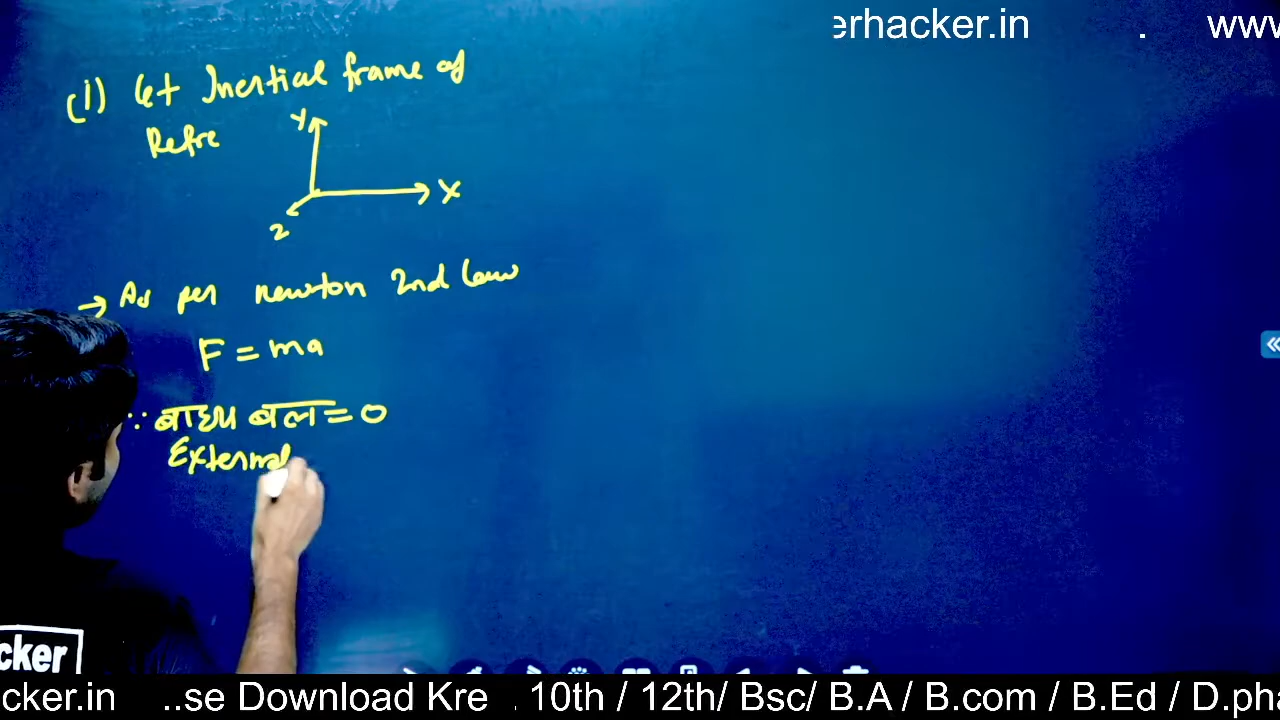 erhacker.in . www
(i) Let Inertial frame of
Refre
Y
X
Z
→ As per newton 2nd law
F = ma
∵ बाह्य बल = 0
External
cker
cker.in ..se Download Kre . 10th / 12th/ Bsc/ B.A / B.com / B.Ed / D.pha